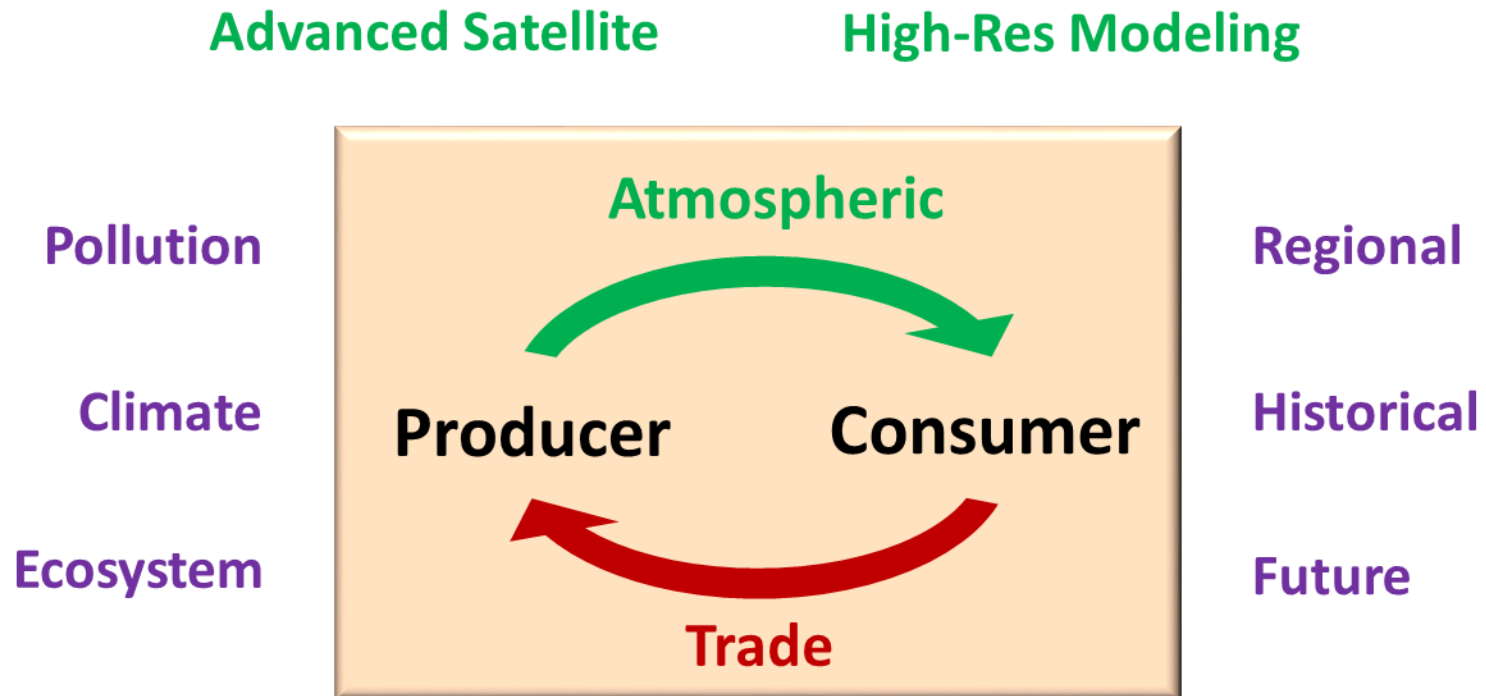 Advanced Satellite
High-Res Modeling
Atmospheric
Pollution
Regional
Climate
Producer
Consumer
Historical
Ecosystem
Future
Trade